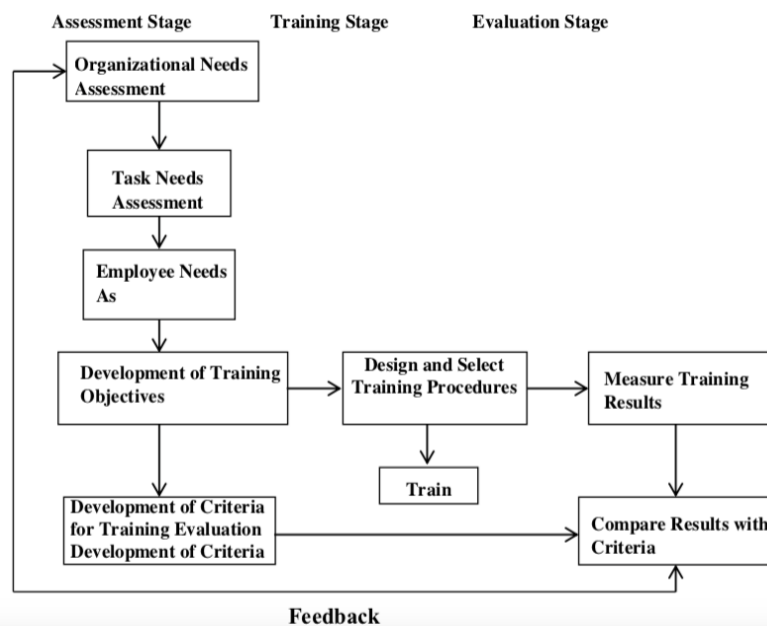 Assessment Stage
Training Stage
Evaluation Stage
Organizational Needs
Assessment
Task Needs
Assessment
Employee Needs
As
Development of Training
Objectives
Design and Select
Training Procedures
Measure Training
Results
Train
Development of Criteria
for Training Evaluation
Development of Criteria
Compare Results with
Criteria
Feedback